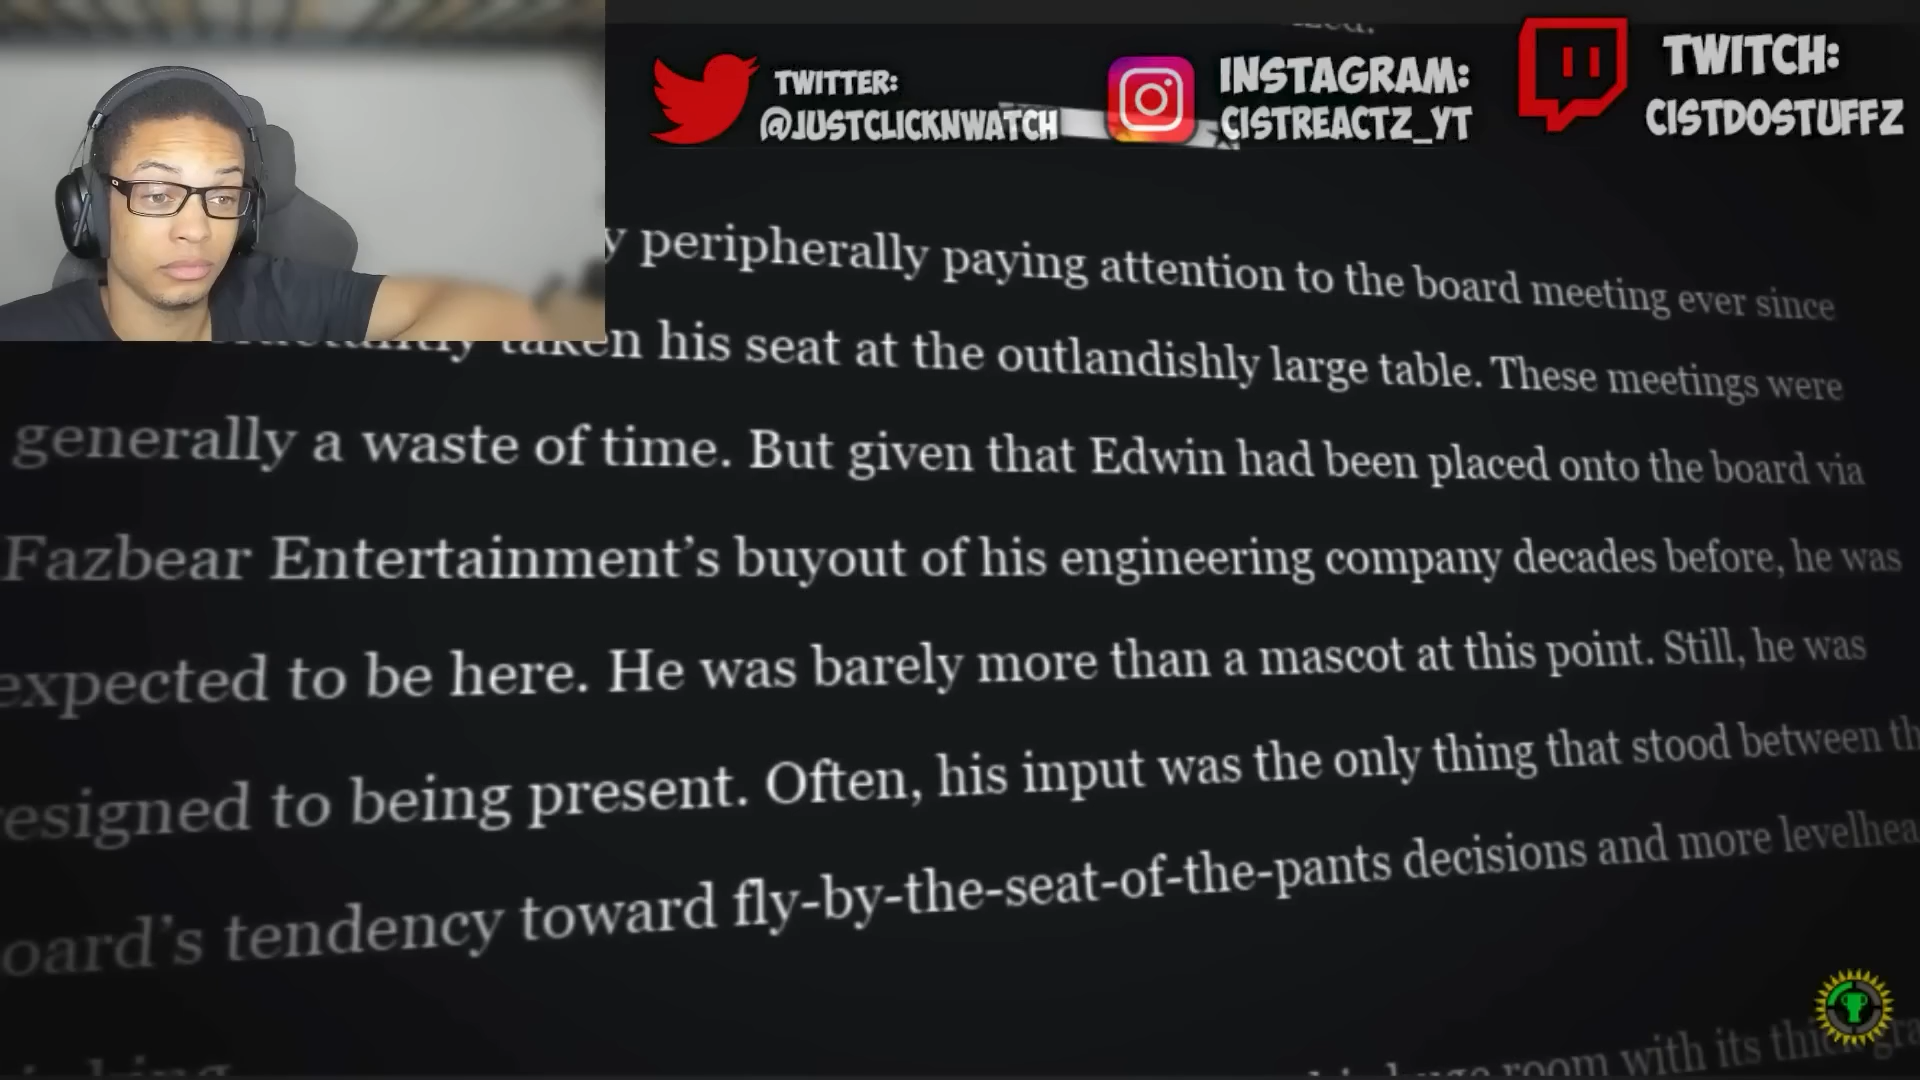 TWITTER:
@JUSTCLICKNWATCH
INSTAGRAM:
CISTREACTZ_YT
TWITCH:
CISTDOSTUFFZ
peripherally paying attention to the board meeting ever since
taken his seat at the outlandishly large table. These meetings were
generally a waste of time. But given that Edwin had been placed onto the board via
Fazbear Entertainment’s buyout of his engineering company decades before, he was
expected to be here. He was barely more than a mascot at this point. Still, he was
esigned to being present. Often, his input was the only thing that stood between th
oard’s tendency toward fly-by-the-seat-of-the-pants decisions and more levelhea
room with its